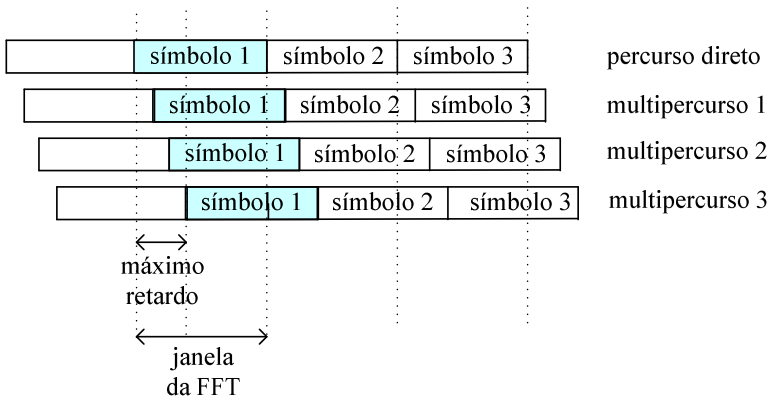 símbolo 1 símbolo 2 símbolo 3 percurso direto
símbolo 1 símbolo 2 símbolo 3 multipercurso 1
símbolo 1 símbolo 2 símbolo 3 multipercurso 2
símbolo 1 símbolo 2 símbolo 3 multipercurso 3
máximo
retardo
janela
da FFT